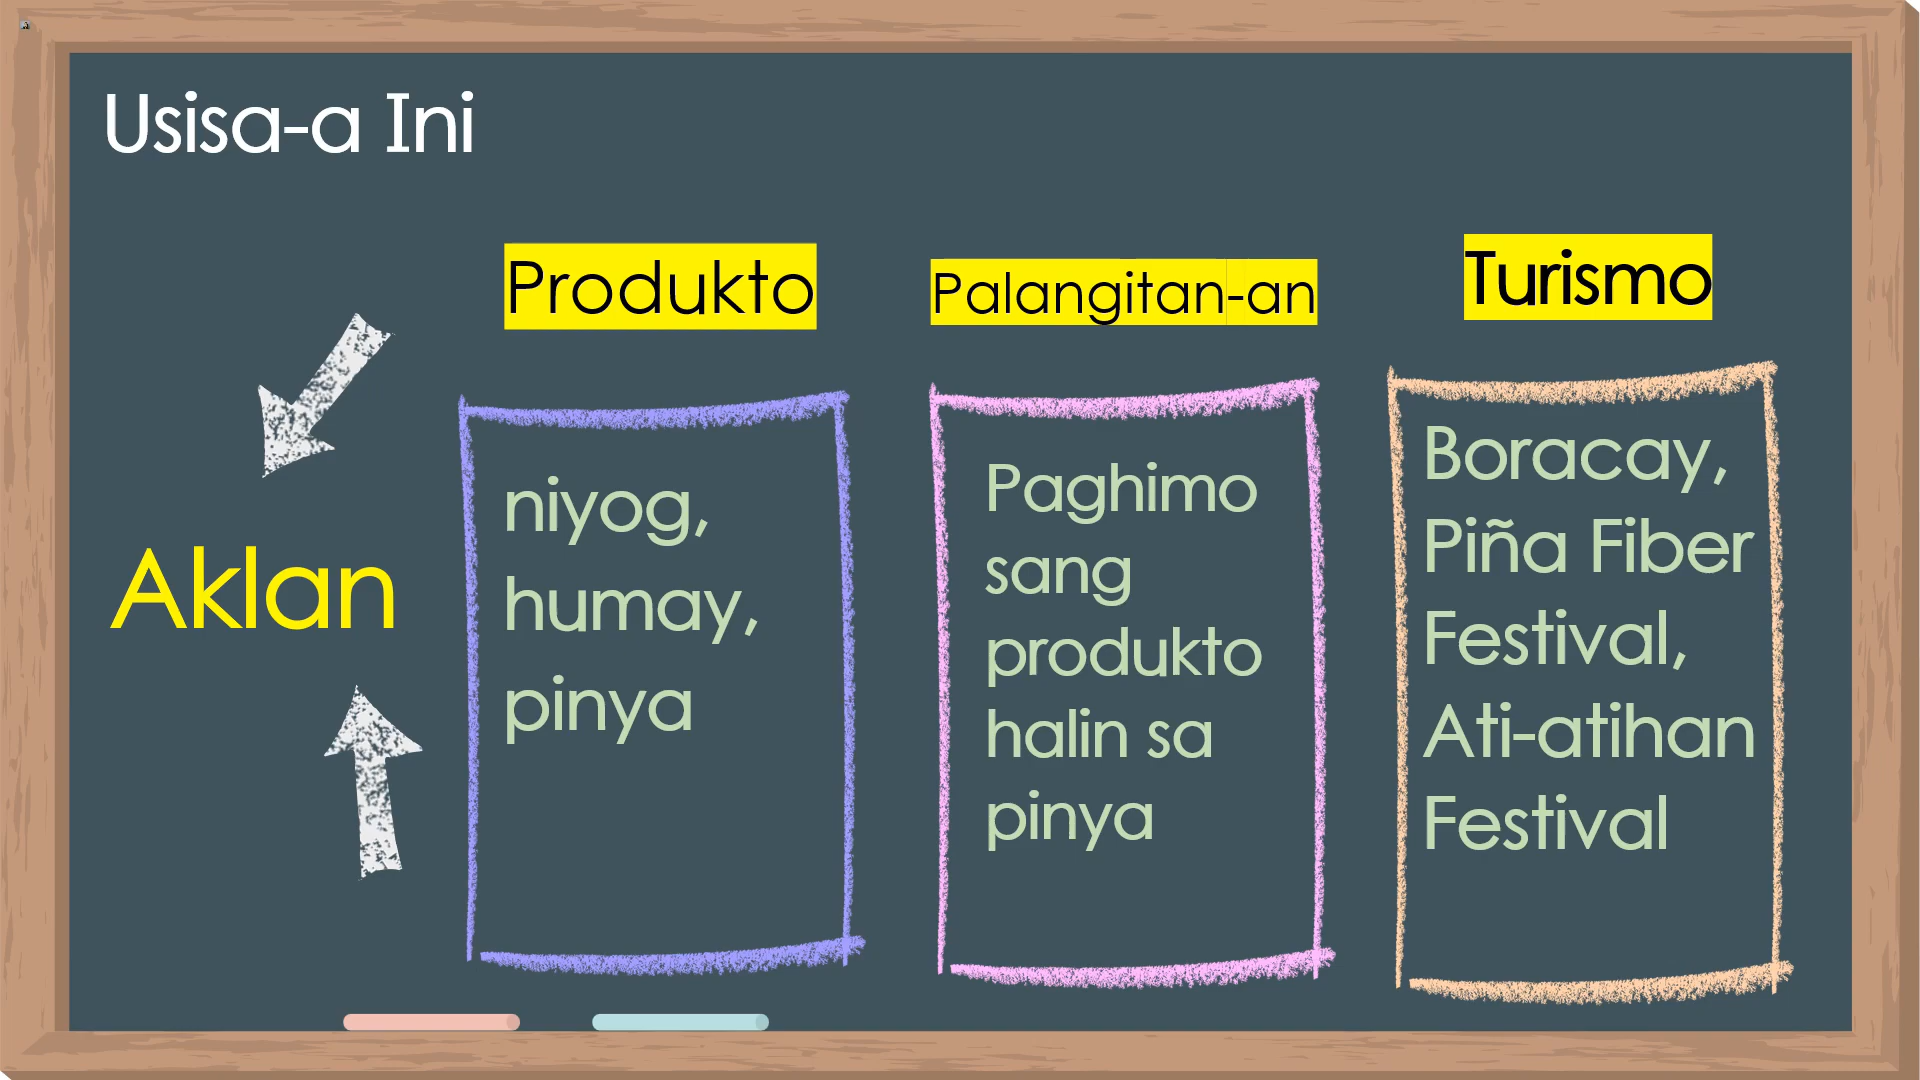 Usisa-a Ini
Produkto
Palangitan-an
Turismo
Aklan
niyog,
humay,
pinya
Paghimo
sang
produkto
halin sa
pinya
Boracay,
Piña Fiber
Festival,
Ati-atihan
Festival